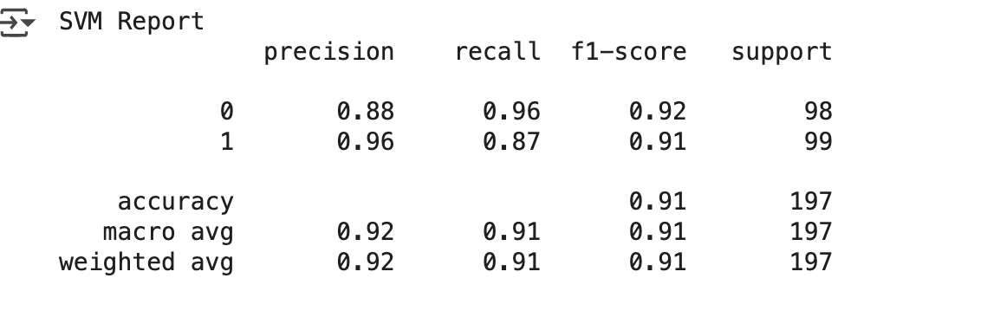 SVM Report
precision recall f1-score support
0 0.88 0.96 0.92 98
1 0.96 0.87 0.91 99
accuracy 0.91 197
macro avg 0.92 0.91 0.91 197
weighted avg 0.92 0.91 0.91 197